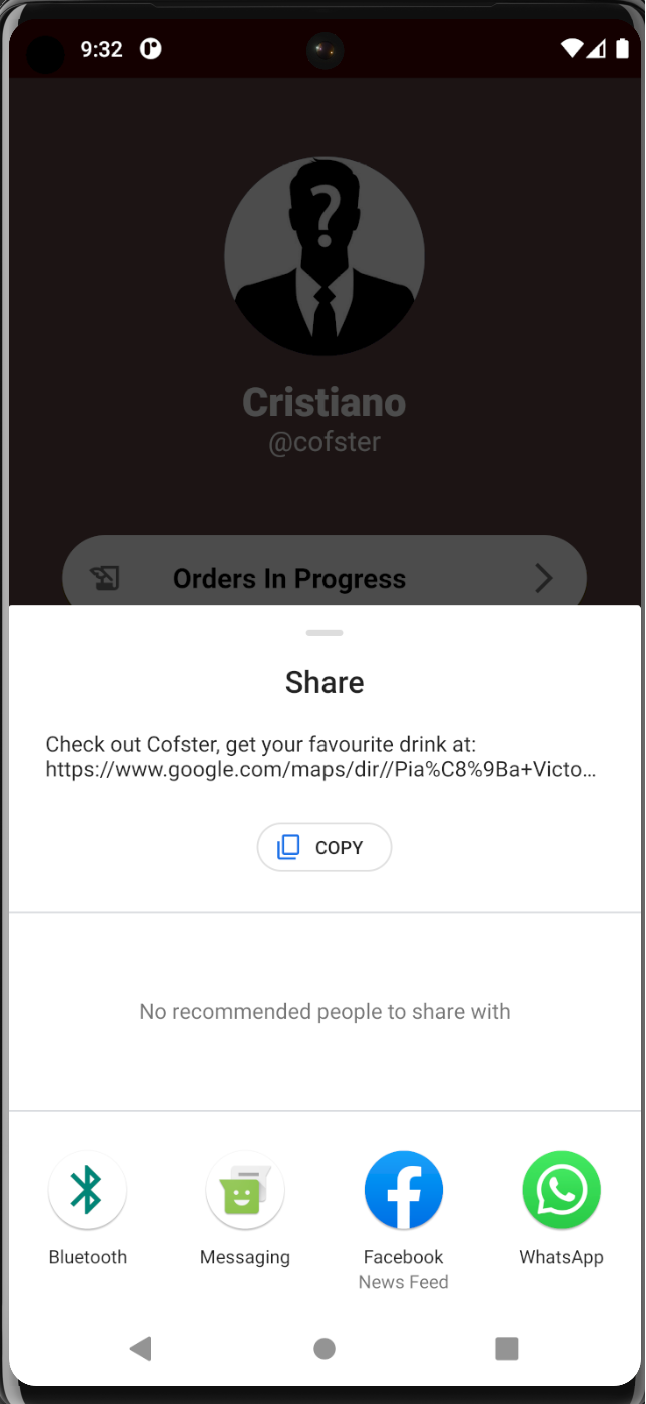 9:32
?
Cristiano
@cofster
Orders In Progress
Share
Check out Cofster, get your favourite drink at:
https://www.google.com/maps/dir//Pia%C8%9Ba+Victo...
COPY
No recommended people to share with
Bluetooth
Messaging
Facebook
News Feed
WhatsApp